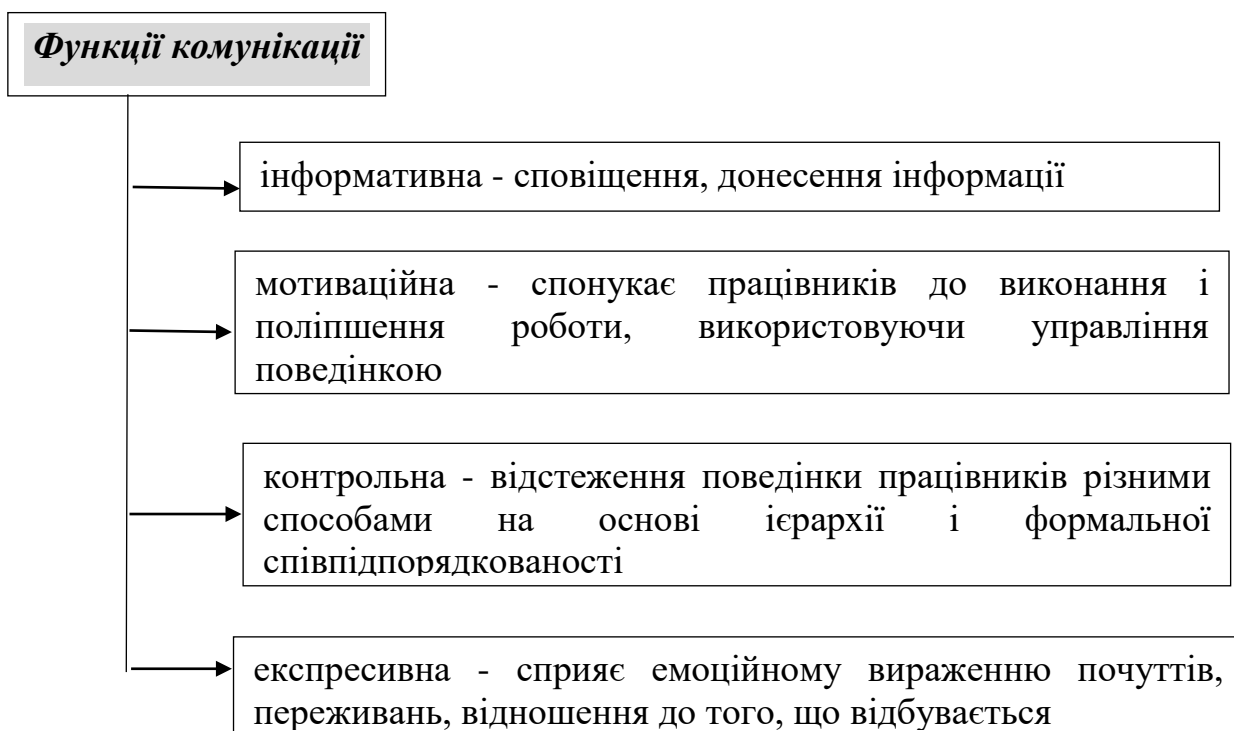 Функції комунікації
інформативна - сповіщення, донесення інформації
мотиваційна - спонукає працівників до виконання і
поліпшення роботи, використовуючи управління
поведінкою
контрольна - відстеження поведінки працівників різними
способами на основі ієрархії і формальної
співпідпорядкованості
експресивна - сприяє емоційному вираженню почуттів,
переживань, відношення до того, що відбувається